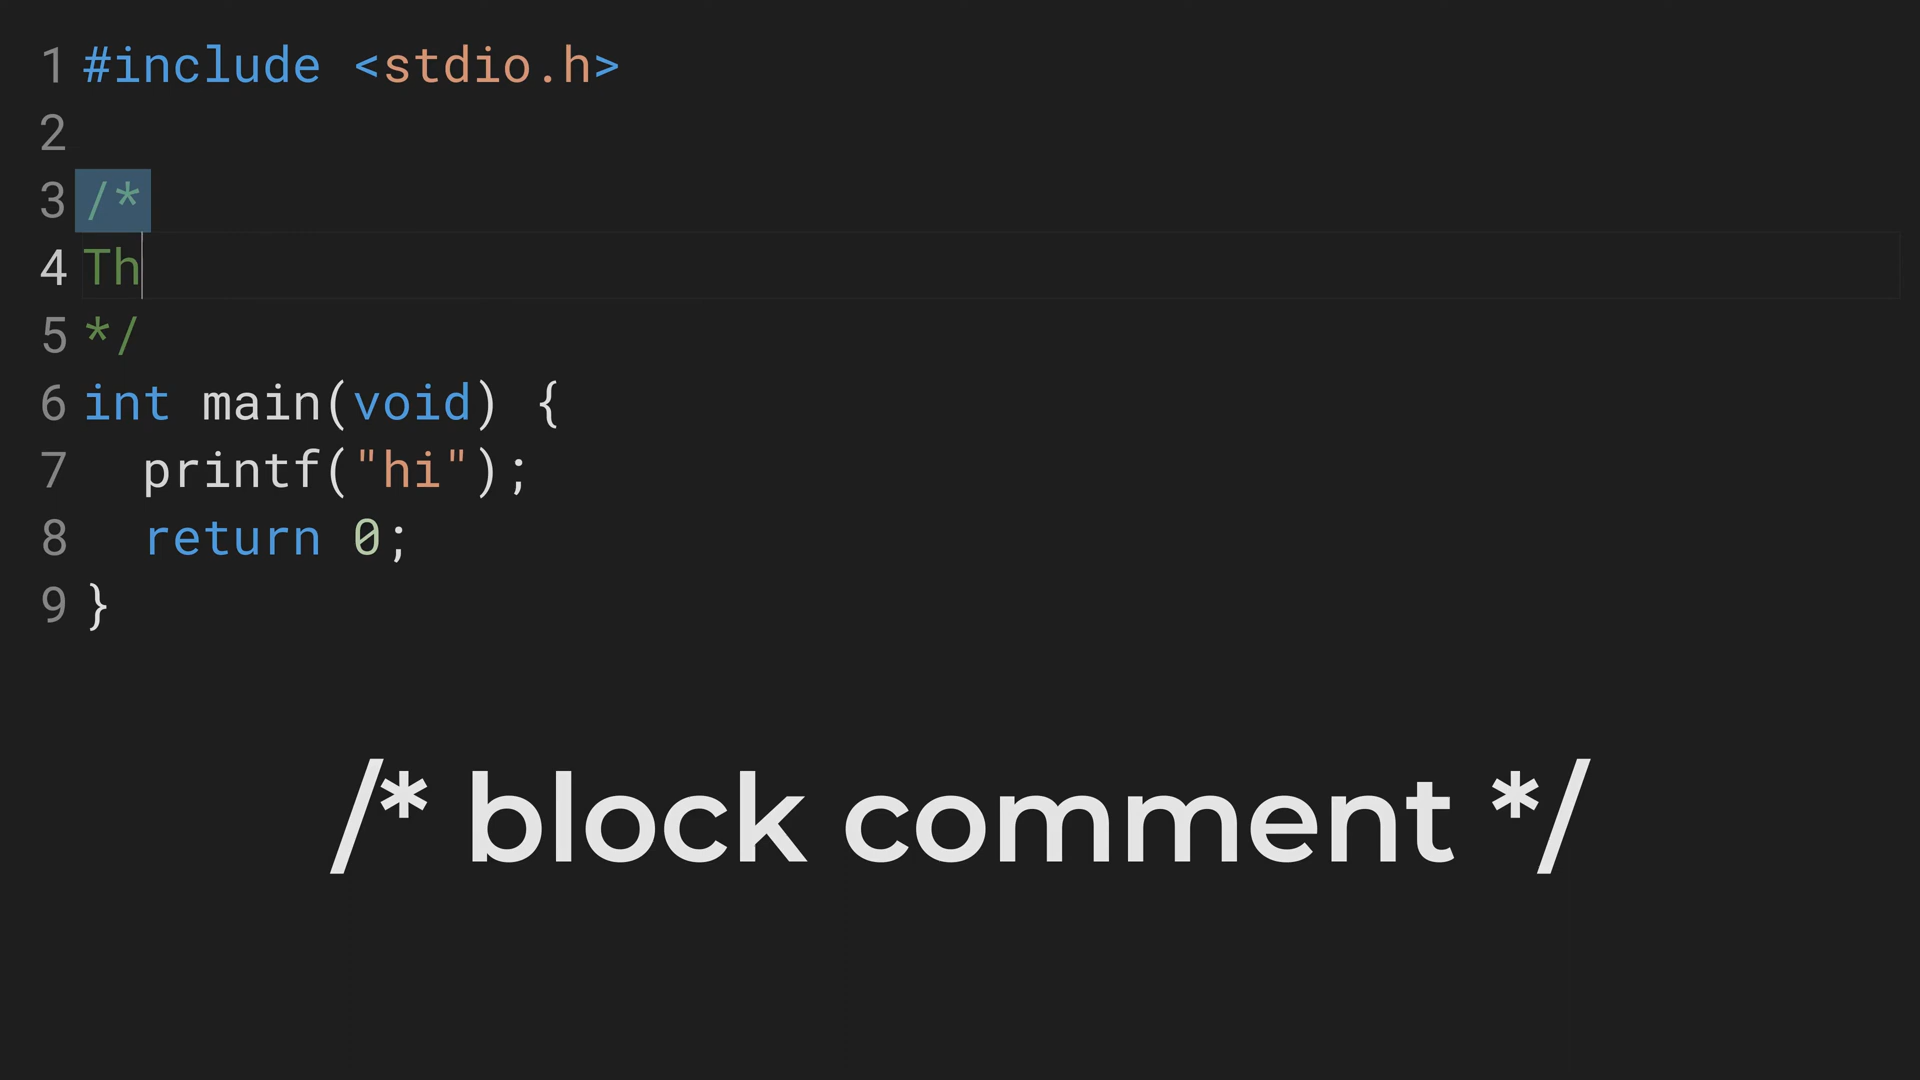 1 #include <stdio.h>
2
3 /*
4 Th
5 */
6 int main(void) {
7   printf("hi");
8   return 0;
9 }
/* block comment */